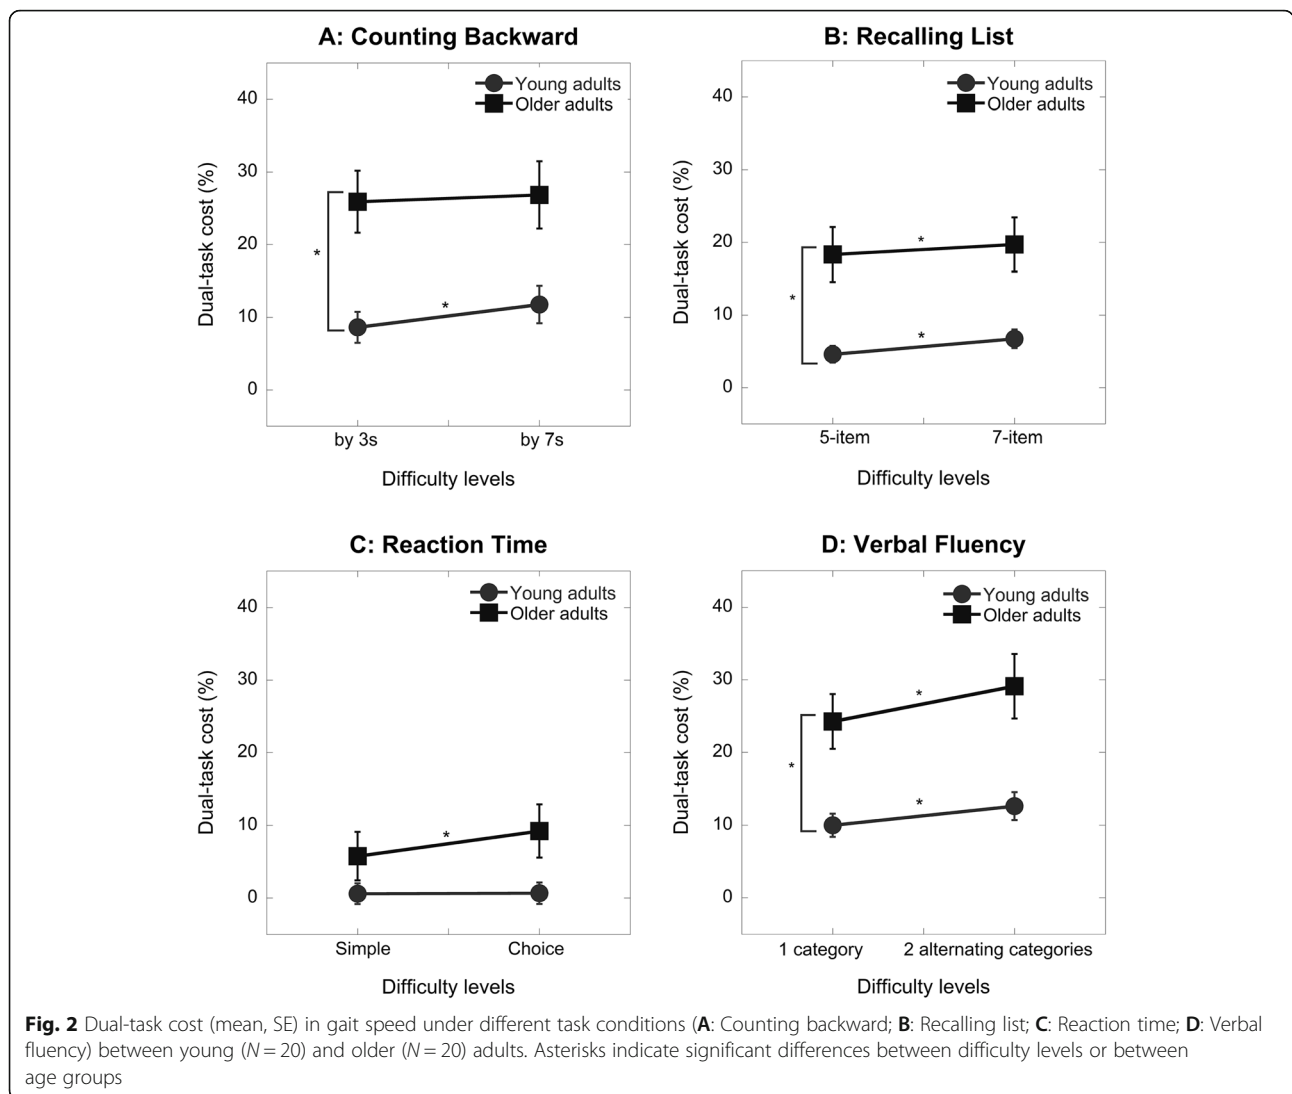 A: Counting Backward
Young adults
Older adults
40
30
20
10
0
Dual-task cost (%)
*
*
by 3s
by 7s
Difficulty levels
B: Recalling List
Young adults
Older adults
40
30
20
10
0
Dual-task cost (%)
*
*
*
5-item
7-item
Difficulty levels
C: Reaction Time
Young adults
Older adults
40
30
20
10
0
Dual-task cost (%)
*
Simple
Choice
Difficulty levels
D: Verbal Fluency
Young adults
Older adults
40
30
20
10
0
Dual-task cost (%)
*
*
*
1 category
2 alternating categories
Difficulty levels
Fig. 2 Dual-task cost (mean, SE) in gait speed under different task conditions (A: Counting backward; B: Recalling list; C: Reaction time; D: Verbal
fluency) between young (N = 20) and older (N = 20) adults. Asterisks indicate significant differences between difficulty levels or between
age groups